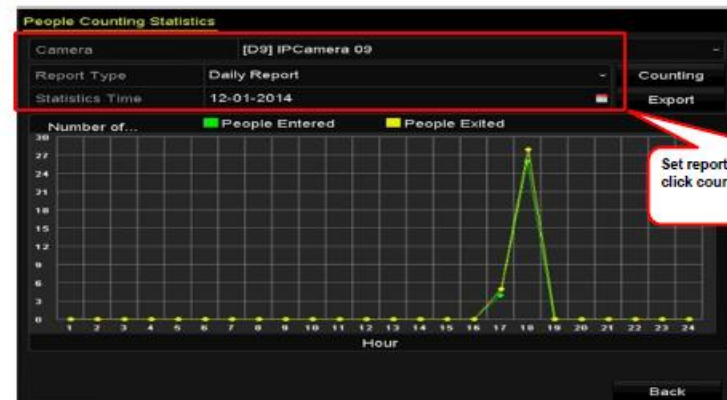 People Counting Statistics
Camera [D9] IPCamera 09
Report Type Daily Report Counting
Statistics Time 12-01-2014 Export
Number of... People Entered People Exited
30
27
24
21
18
15
12
9
6
3
0
1 2 3 4 5 6 7 8 9 10 11 12 13 14 15 16 17 18 19 20 21 22 23 24
Hour
Set report
click cour
Back